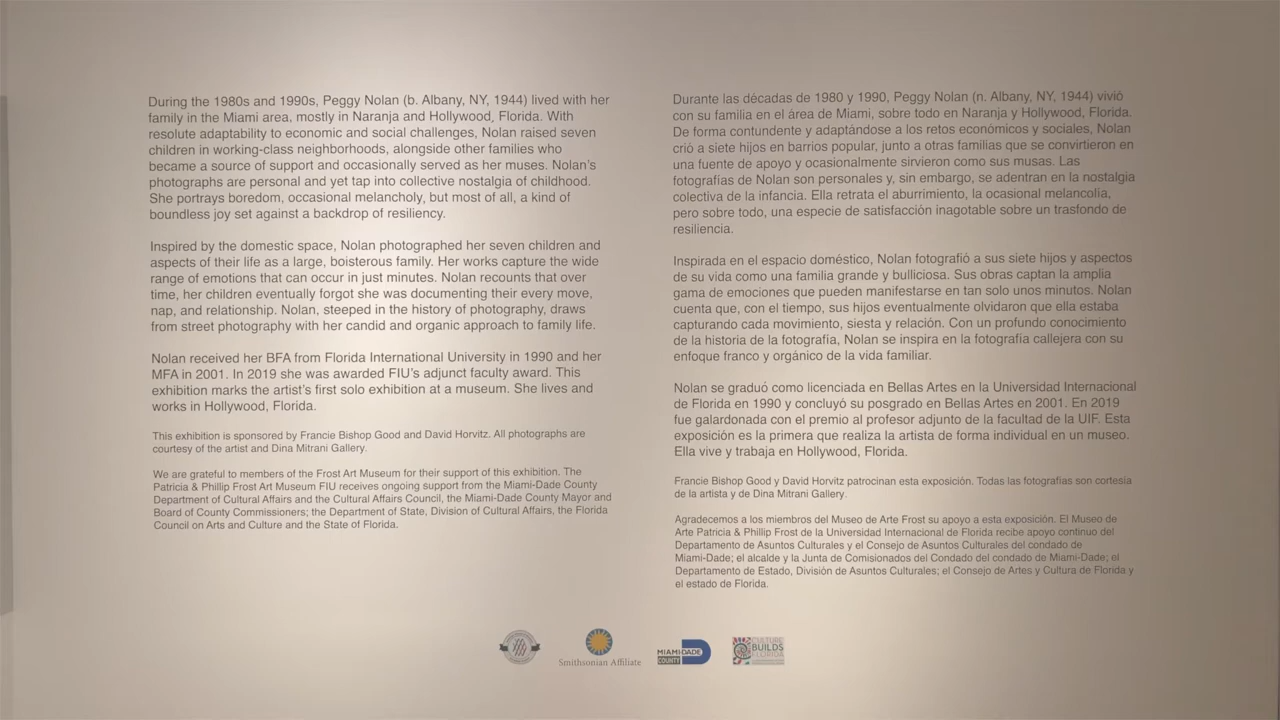 During the 1980s and 1990s, Peggy Nolan (b. Albany, NY, 1944) lived with her
family in the Miami area, mostly in Naranja and Hollywood, Florida. With
resolute adaptability to economic and social challenges, Nolan raised seven
children in working-class neighborhoods, alongside other families who
became a source of support and occasionally served as her muses. Nolan's
photographs are personal and yet tap into collective nostalgia of childhood.
She portrays boredom, occasional melancholy, but most of all, a kind of
boundless joy set against a backdrop of resiliency.
Inspired by the domestic space, Nolan photographed her seven children and
aspects of their life as a large, boisterous family. Her works capture the wide
range of emotions that can occur in just minutes. Nolan recounts that over
time, her children eventually forgot she was documenting their every move,
nap, and relationship. Nolan, steeped in the history of photography, draws
from street photography with her candid and organic approach to family life.
Nolan received her BFA from Florida International University in 1990 and her
MFA in 2001. In 2019 she was awarded FIU's adjunct faculty award. This
exhibition marks the artist's first solo exhibition at a museum. She lives and
works in Hollywood, Florida.
This exhibition is sponsored by Francie Bishop Good and David Horvitz. All photographs are
courtesy of the artist and Dina Mitrani Gallery.
We are grateful to members of the Frost Art Museum for their support of this exhibition. The
Patricia & Phillip Frost Art Museum FIU receives ongoing support from the Miami-Dade County
Department of Cultural Affairs and the Cultural Affairs Council, the Miami-Dade County Mayor and
Board of County Commissioners; the Department of State, Division of Cultural Affairs, the Florida
Council on Arts and Culture and the State of Florida.
Durante las décadas de 1980 y 1990, Peggy Nolan (n. Albany, NY, 1944) vivió
con su familia en el área de Miami, sobre todo en Naranja y Hollywood, Florida.
De forma contundente y adaptándose a los retos económicos y sociales, Nolan
crió a siete hijos en barrios popular, junto a otras familias que se convirtieron en
una fuente de apoyo y ocasionalmente sirvieron como sus musas. Las
fotografías de Nolan son personales y, sin embargo, se adentran en la nostalgia
colectiva de la infancia. Ella retrata el aburrimiento, la ocasional melancolía,
pero sobre todo, una especie de satisfacción inagotable sobre un trasfondo de
resiliencia.
Inspirada en el espacio doméstico, Nolan fotografió a sus siete hijos y aspectos
de su vida como una familia grande y bulliciosa. Sus obras captan la amplia
gama de emociones que pueden manifestarse en tan solo unos minutos. Nolan
cuenta que, con el tiempo, sus hijos eventualmente olvidaron que ella estaba
capturando cada movimiento, siesta y relación. Con un profundo conocimiento
de la historia de la fotografía, Nolan se inspira en la fotografía callejera con su
enfoque franco y orgánico de la vida familiar.
Nolan se graduó como licenciada en Bellas Artes en la Universidad Internacional
de Florida en 1990 y concluyó su posgrado en Bellas Artes en 2001. En 2019
fue galardonada con el premio al profesor adjunto de la facultad de la UIF. Esta
exposición es la primera que realiza la artista de forma individual en un museo.
Ella vive y trabaja en Hollywood, Florida.
Francie Bishop Good y David Horvitz patrocinan esta exposición. Todas las fotografías son cortesía
de la artista y de Dina Mitrani Gallery.
Agradecemos a los miembros del Museo de Arte Frost su apoyo a esta exposición. El Museo de
Arte Patricia & Phillip Frost de la Universidad Internacional de Florida recibe apoyo continuo del
Departamento de Asuntos Culturales y el Consejo de Asuntos Culturales del condado de
Miami-Dade; el alcalde y la Junta de Comisionados del Condado del condado de Miami-Dade; el
Departamento de Estado, División de Asuntos Culturales; el Consejo de Artes y Cultura de Florida y
el estado de Florida.
Smithsonian Affiliate
MIAMI-DADE
COUNTY
CULTURE
BUILDS
FLORIDA